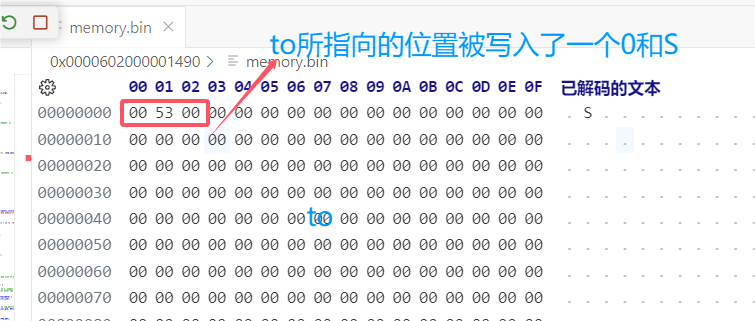 memory.bin
to所指向的位置被写入了一个0和S
0x0000602000001490 > memory.bin
00 01 02 03 04 05 06 07 08 09 0A 0B 0C 0D 0E 0F 已解码的文本
00000000 00 53 00 00 00 00 00 00 00 00 00 00 00 00 00 00 . S . . . . . . . . . . . . . .
00000010 00 00 00 00 00 00 00 00 00 00 00 00 00 00 00 00 . . . . . . . . . . . . . . . .
00000020 00 00 00 00 00 00 00 00 00 00 00 00 00 00 00 00 . . . . . . . . . . . . . . . .
00000030 00 00 00 00 00 00 00 00 00 00 00 00 00 00 00 00 . . . . . . . . . . . . . . . .
to
00000040 00 00 00 00 00 00 00 00 00 00 00 00 00 00 00 00 . . . . . . . . . . . . . . . .
00000050 00 00 00 00 00 00 00 00 00 00 00 00 00 00 00 00 . . . . . . . . . . . . . . . .
00000060 00 00 00 00 00 00 00 00 00 00 00 00 00 00 00 00 . . . . . . . . . . . . . . . .
00000070 00 00 00 00 00 00 00 00 00 00 00 00 00 00 00 00 . . . . . . . . . . . . . . . .